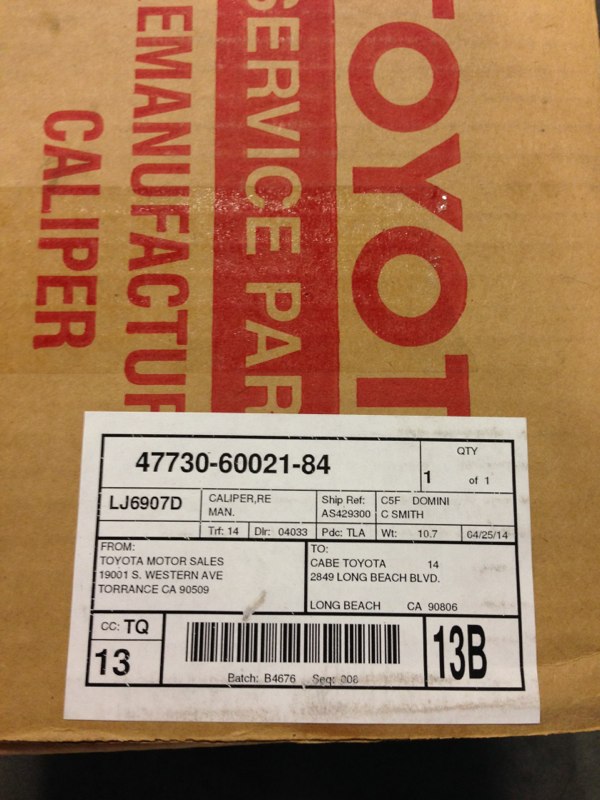 TOYOT
SERVICE PAR
EMANUFACTUR
CALIPER
47730-60021-84
QTY
1 of 1
LJ6907D
CALIPER,RE
MAN.
Ship Ref:
AS429300
C5F DOMINI
C SMITH
Trf: 14 Dlr: 04033 Pdc: TLA Wt: 10.7 04/25/14
FROM:
TOYOTA MOTOR SALES
19001 S. WESTERN AVE
TORRANCE CA 90509
TO:
CABE TOYOTA 14
2849 LONG BEACH BLVD.
LONG BEACH CA 90806
CC: TQ
13
Batch: B4676 Seq: 008
13B